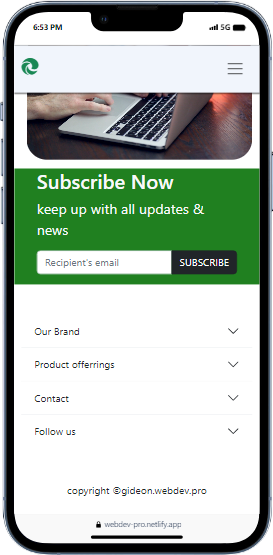 6:53 PM
5G
Subscribe Now
keep up with all updates &
news
Recipient's email
SUBSCRIBE
Our Brand
Product offerrings
Contact
Follow us
copyright ©gideon.webdev.pro
webdev-pro.netlify.app